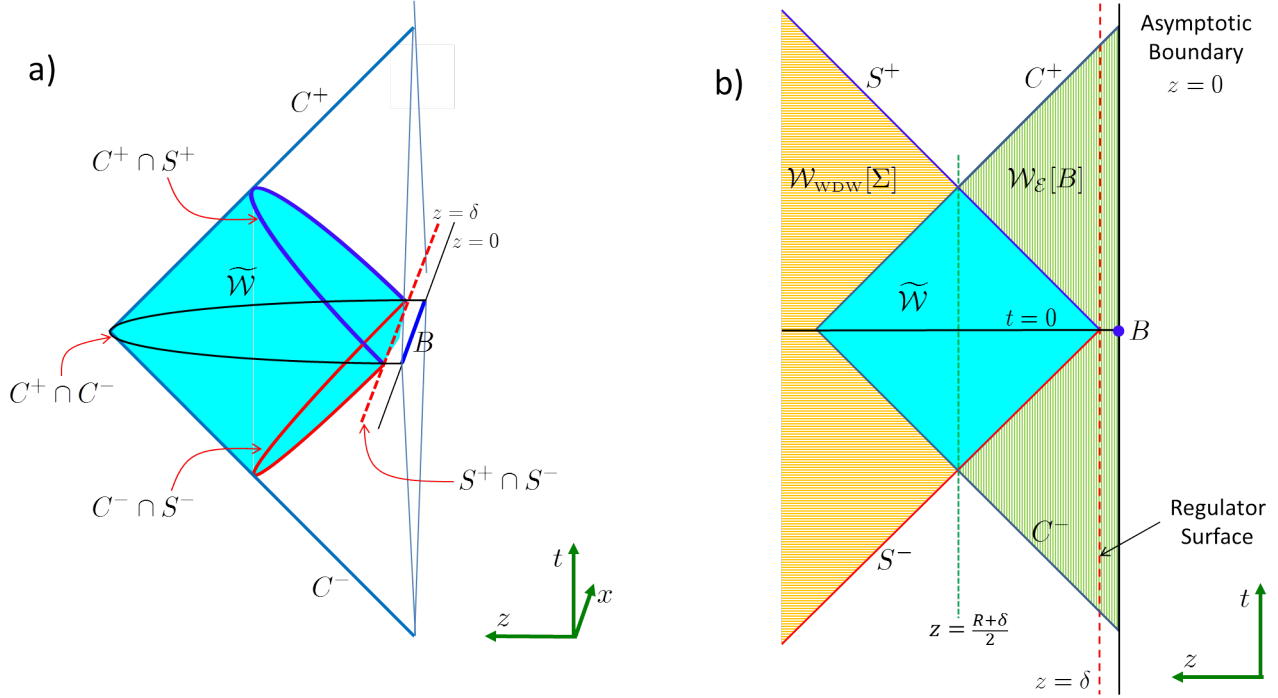 a)
C⁺
C⁺ ∩ S⁺
z = δ
z = 0
W̃
B
C⁺ ∩ C⁻
S⁺ ∩ S⁻
C⁻ ∩ S⁻
C⁻
t
x
z
b)
S⁺
C⁺
Asymptotic
Boundary
z = 0
𝒲_WDW[Σ]
𝒲_ℰ[B]
W̃
t = 0
B
Regulator
Surface
C⁻
S⁻
z = (R+δ)/2
z = δ
t
z